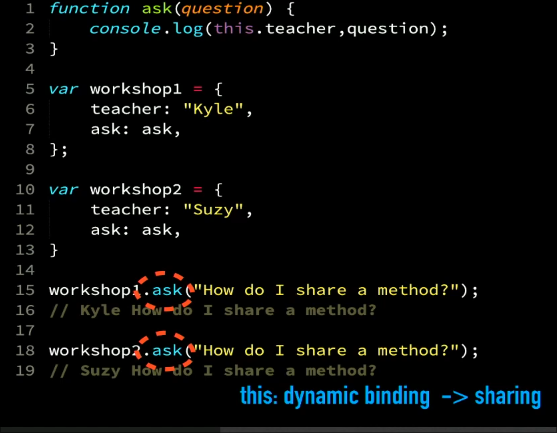 1 function ask(question) {
2 console.log(this.teacher,question);
3 }
4
5 var workshop1 = {
6 teacher: "Kyle",
7 ask: ask,
8 };
9
10 var workshop2 = {
11 teacher: "Suzy",
12 ask: ask,
13 }
14
15 workshop1.ask("How do I share a method?");
16 // Kyle How do I share a method?
17
18 workshop2.ask("How do I share a method?");
19 // Suzy How do I share a method?
this: dynamic binding -> sharing